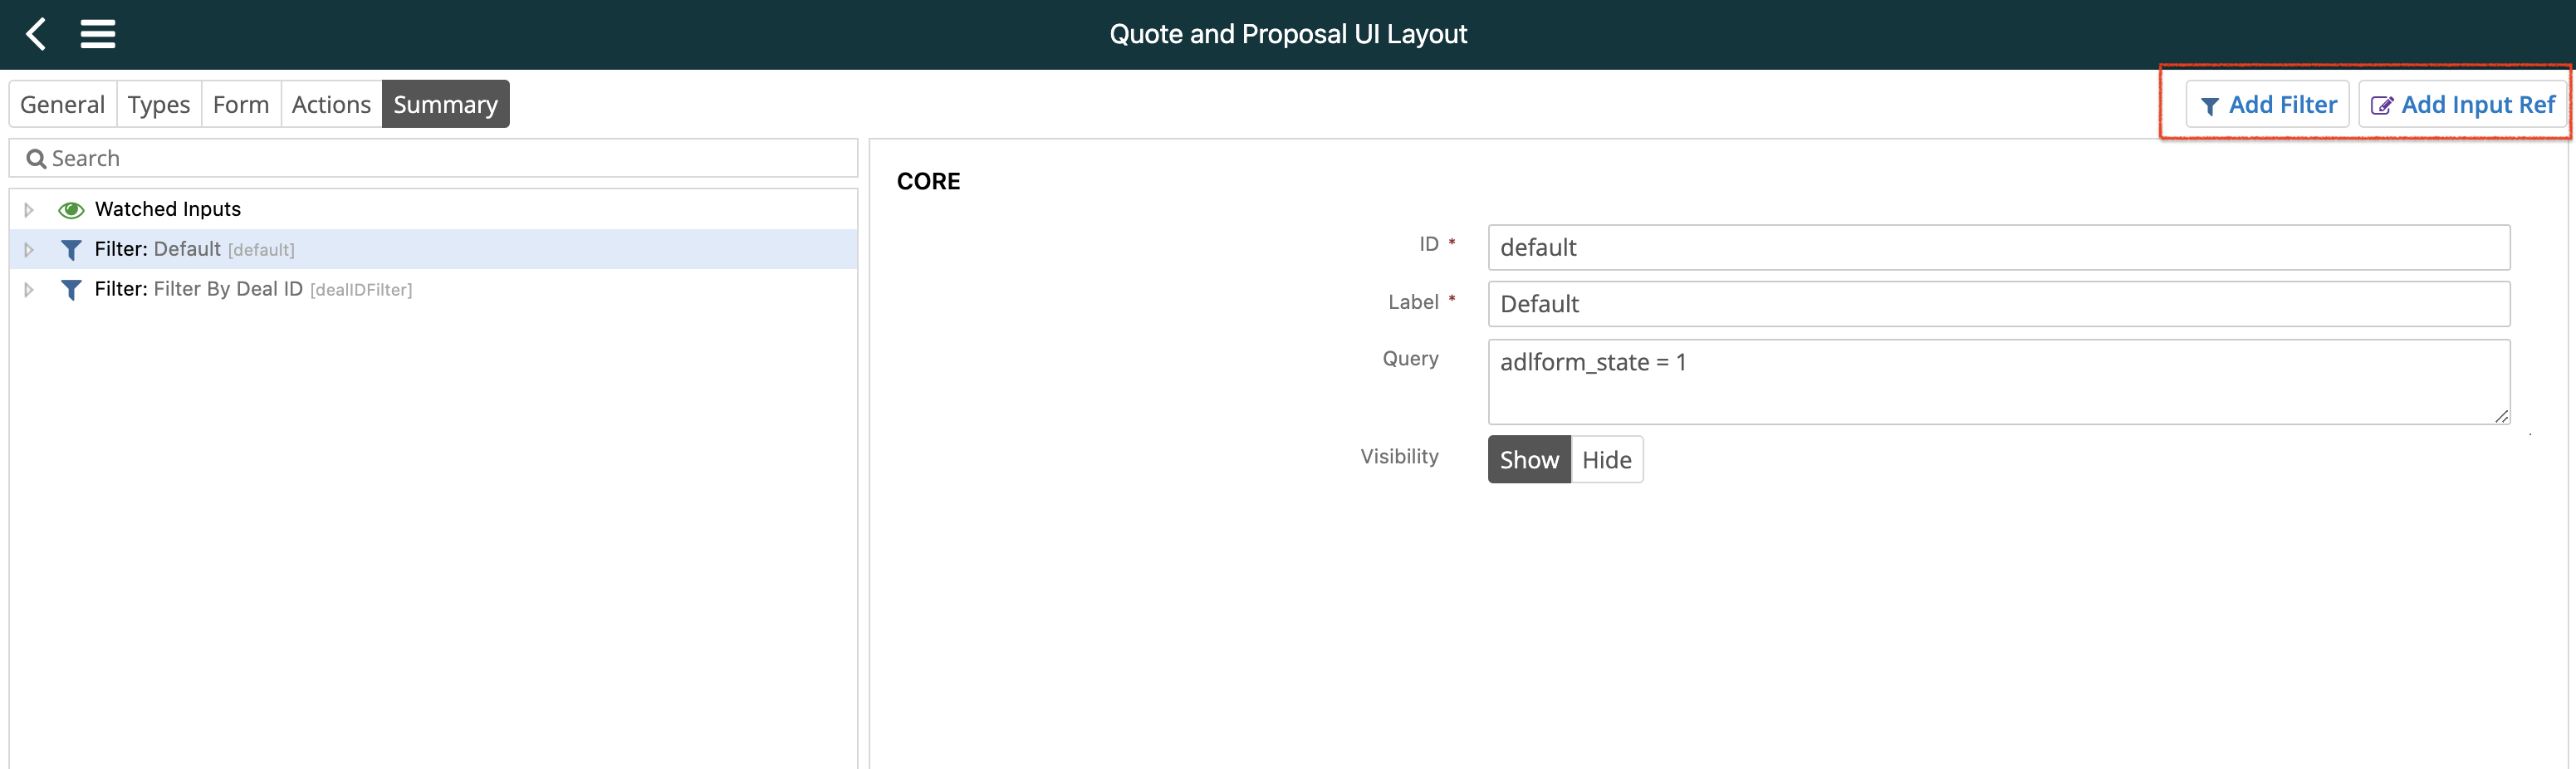 Quote and Proposal UI Layout
General Types Form Actions Summary
Add Filter Add Input Ref
Search
Watched Inputs
Filter: Default [default]
Filter: Filter By Deal ID [dealIDFilter]
CORE
ID * default
Label * Default
Query adlform_state = 1
Visibility Show Hide